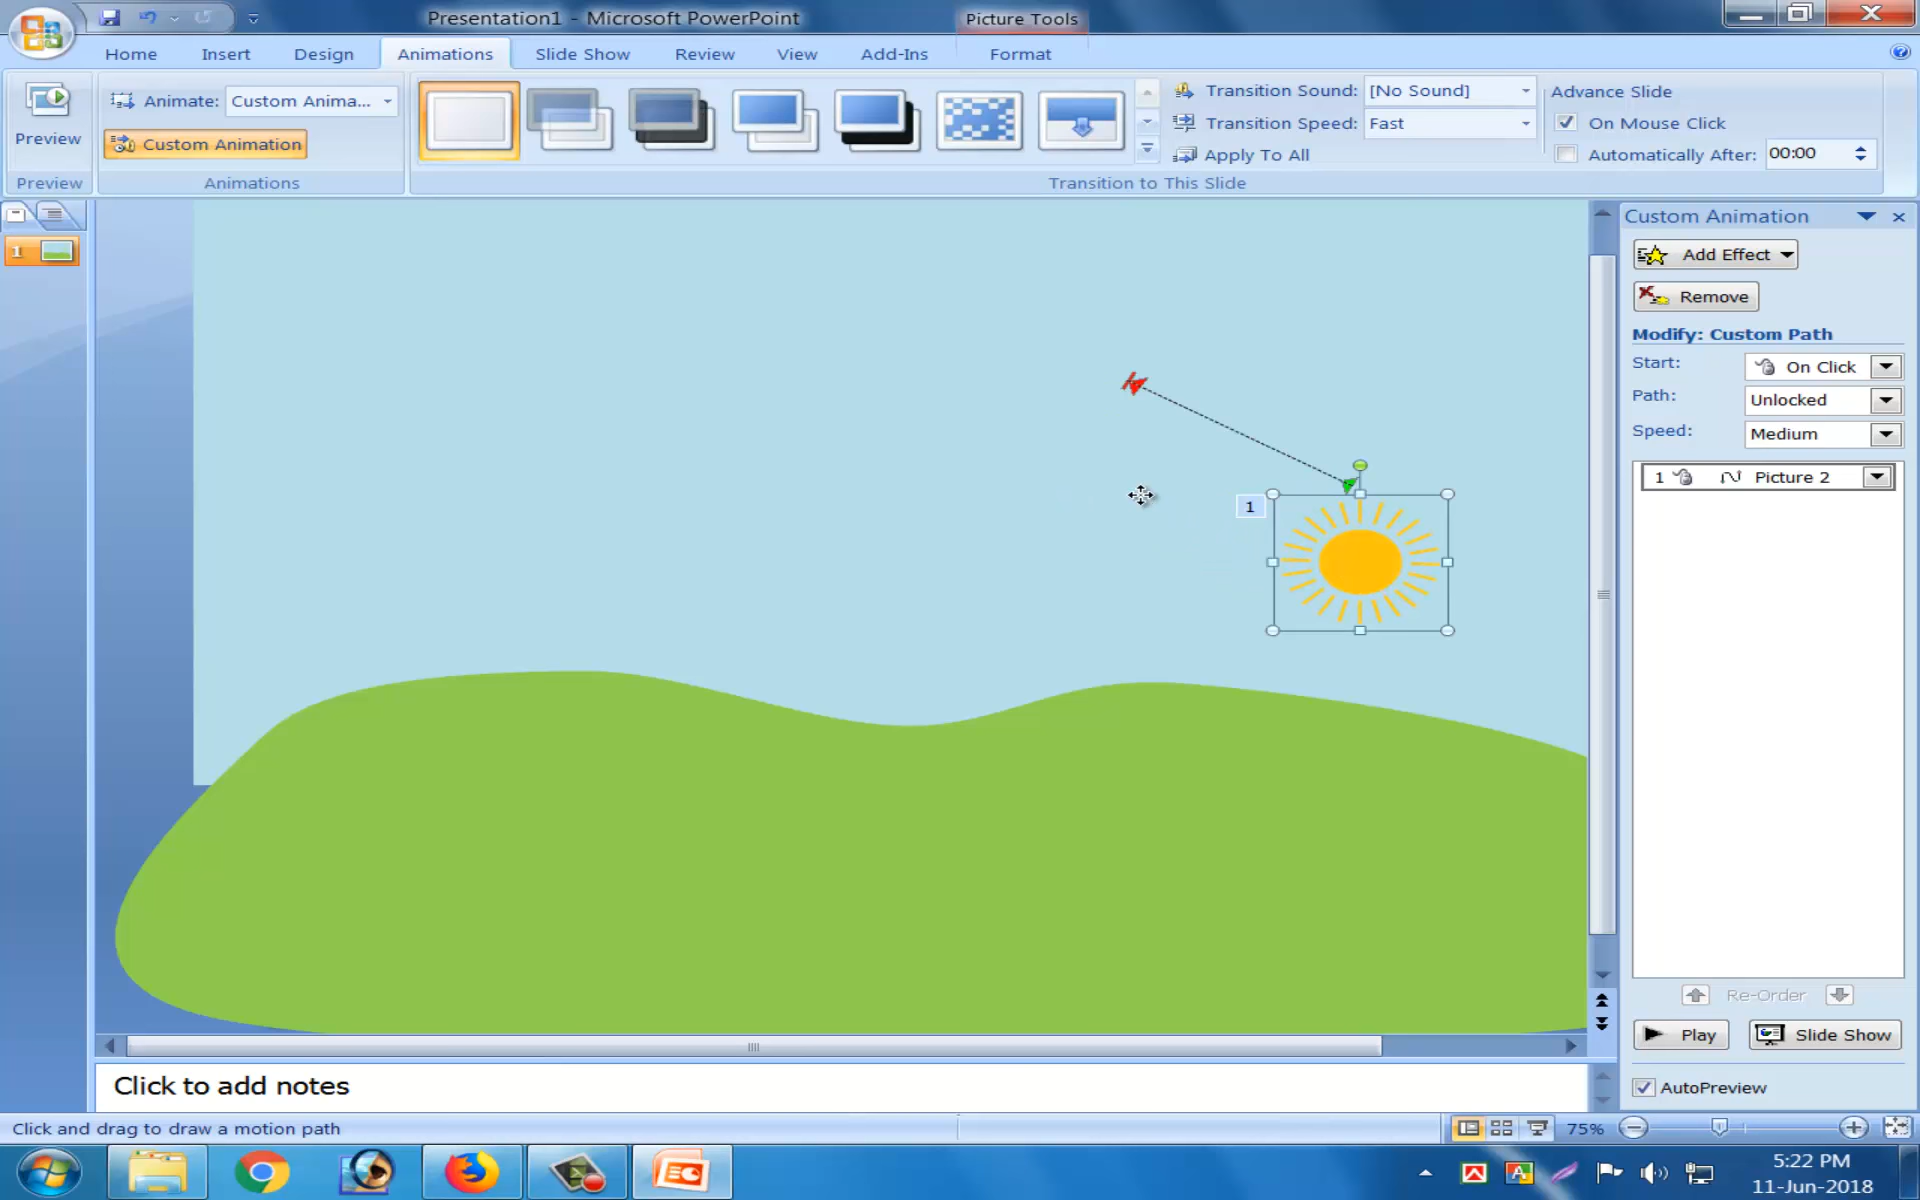 Presentation1 - Microsoft PowerPoint
Picture Tools
Home
Insert
Design
Animations
Slide Show
Review
View
Add-Ins
Format
Preview
Animate:
Custom Anima...
Custom Animation
Transition Sound:
[No Sound]
Transition Speed:
Fast
Apply To All
Advance Slide
On Mouse Click
Automatically After:
00:00
Preview
Animations
Transition to This Slide
1
1
Custom Animation
Add Effect
Remove
Modify: Custom Path
Start:
On Click
Path:
Unlocked
Speed:
Medium
1
Picture 2
Re-Order
Play
Slide Show
AutoPreview
Click to add notes
Click and drag to draw a motion path
75%
5:22 PM
11-Jun-2018